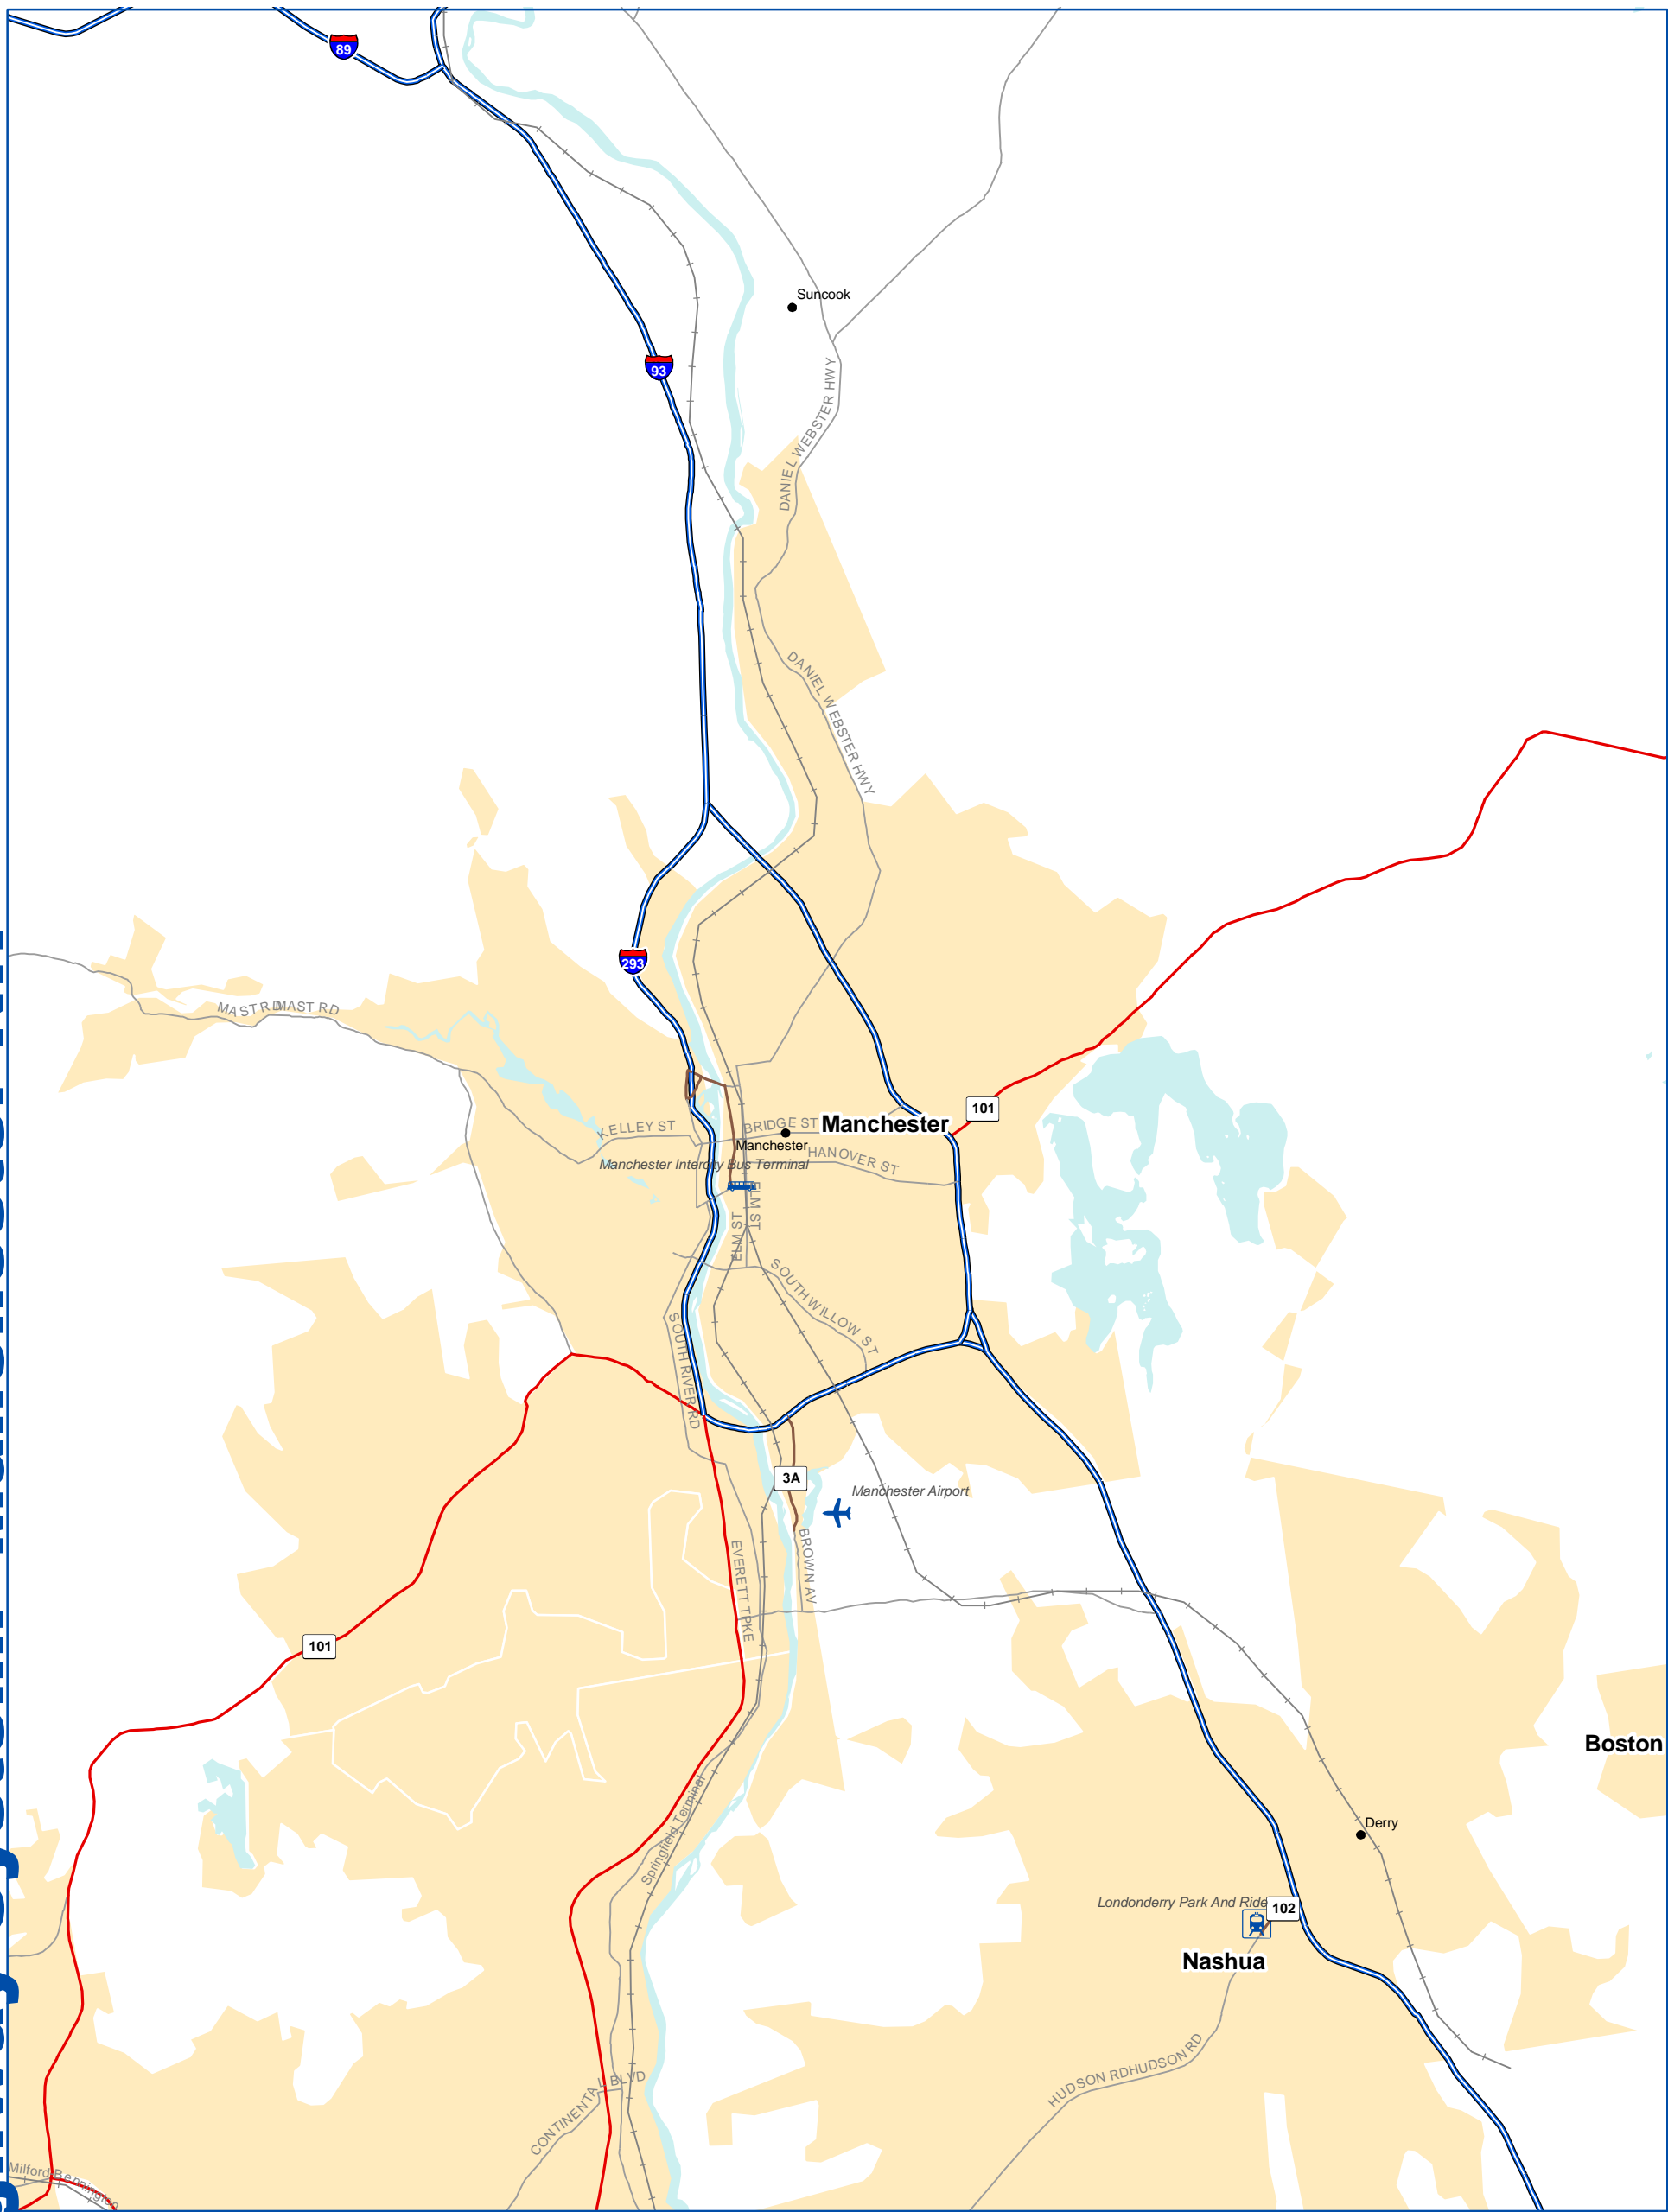 89
Suncook
93
DANIEL WEBSTER HWY
DANIEL WEBSTER HWY
293
MAST RD
MAST RD
101
KELLEY ST
BRIDGE ST
Manchester
Manchester
HANOVER ST
Manchester Intercity Bus Terminal
ELM ST
ELM ST
SOUTH WILLOW ST
SOUTH RIVER RD
3A
Manchester Airport
BROWN AV
EVERETT TPKE
101
Boston
Springfield Terminal
Derry
Londonderry Park And Ride
102
Nashua
HUDSON RD
HUDSON RD
CONTINENTAL BLVD
Milford-Bennington